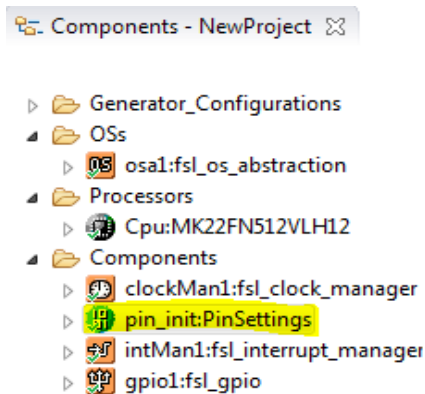 Components - NewProject
Generator_Configurations
OSs
osa1:fsl_os_abstraction
Processors
Cpu:MK22FN512VLH12
Components
clockMan1:fsl_clock_manager
pin_init:PinSettings
intMan1:fsl_interrupt_manager
gpio1:fsl_gpio